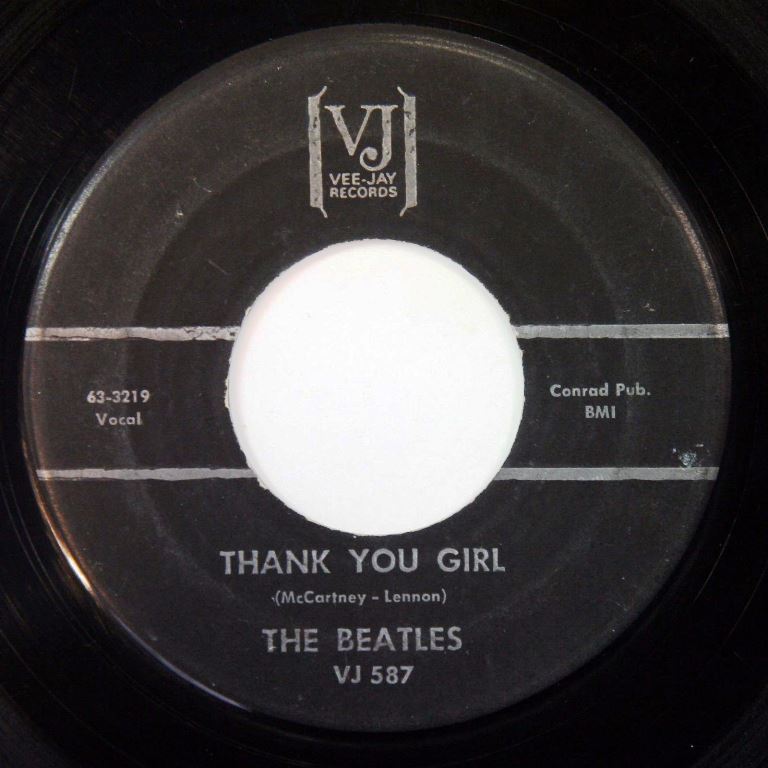 VJ
VEE-JAY
RECORDS
63-3219
Vocal
Conrad Pub.
BMI
THANK YOU GIRL
(McCartney - Lennon)
THE BEATLES
VJ 587